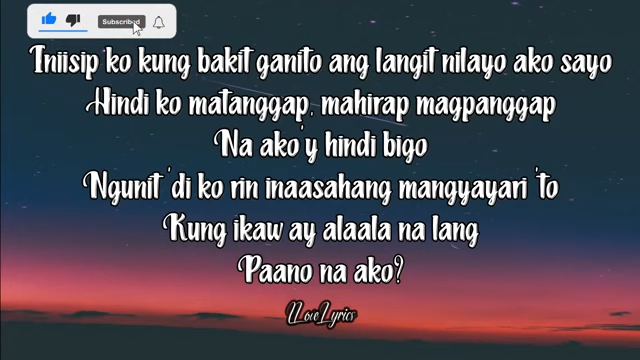 Subscribed
Iniisip ko kung bakit ganito ang langit nilayo ako sayo
Hindi ko matanggap, mahirap magpanggap
Na ako'y hindi bigo
Ngunit 'di ko rin inaasahang mangyayari 'to
Kung ikaw ay alaala na lang
Paano na ako?
LLoveLyrics